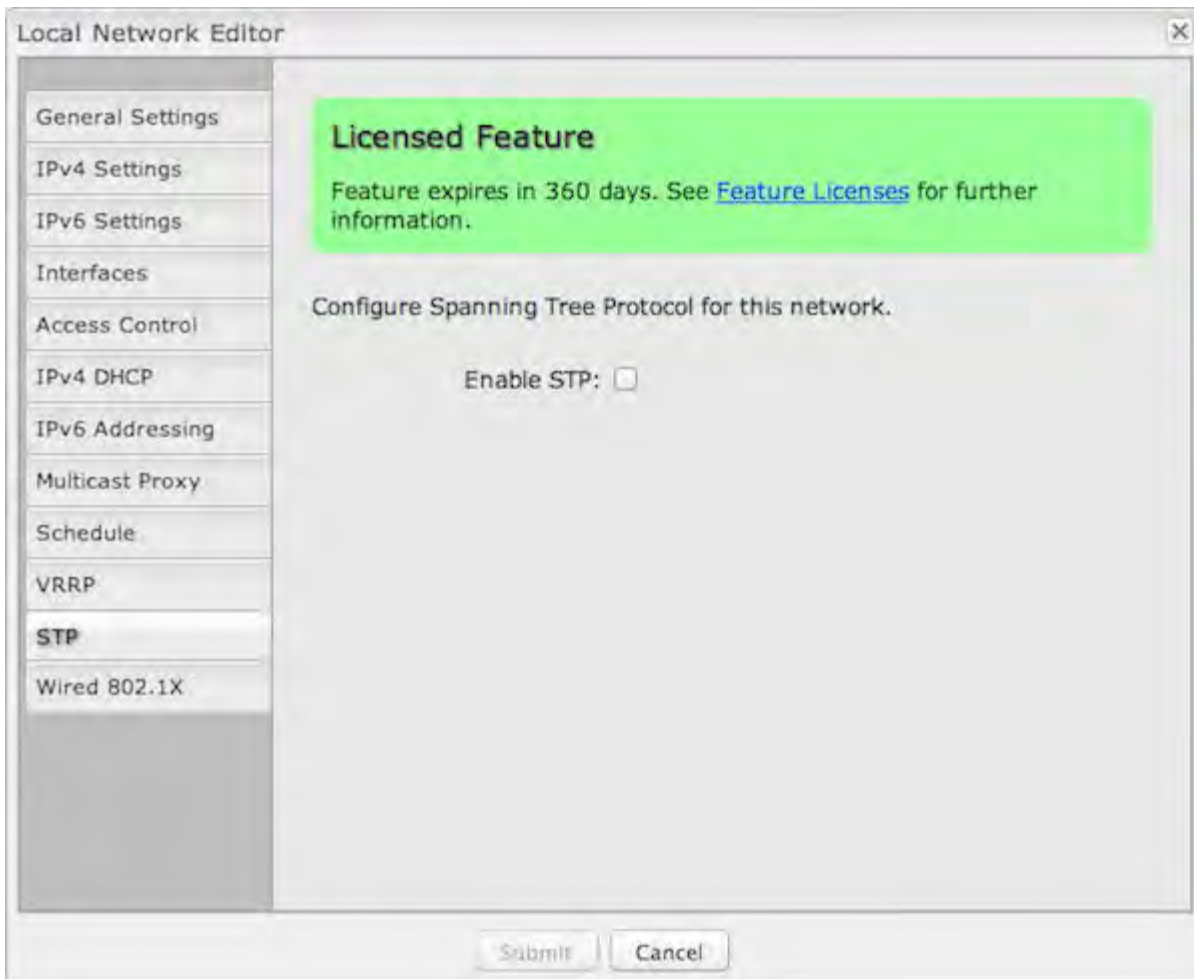 Local Network Editor
General Settings
IPv4 Settings
IPv6 Settings
Interfaces
Access Control
IPv4 DHCP
IPv6 Addressing
Multicast Proxy
Schedule
VRRP
STP
Wired 802.1X
Licensed Feature
Feature expires in 360 days. See Feature Licenses for further
information.
Configure Spanning Tree Protocol for this network.
Enable STP:
Submit
Cancel